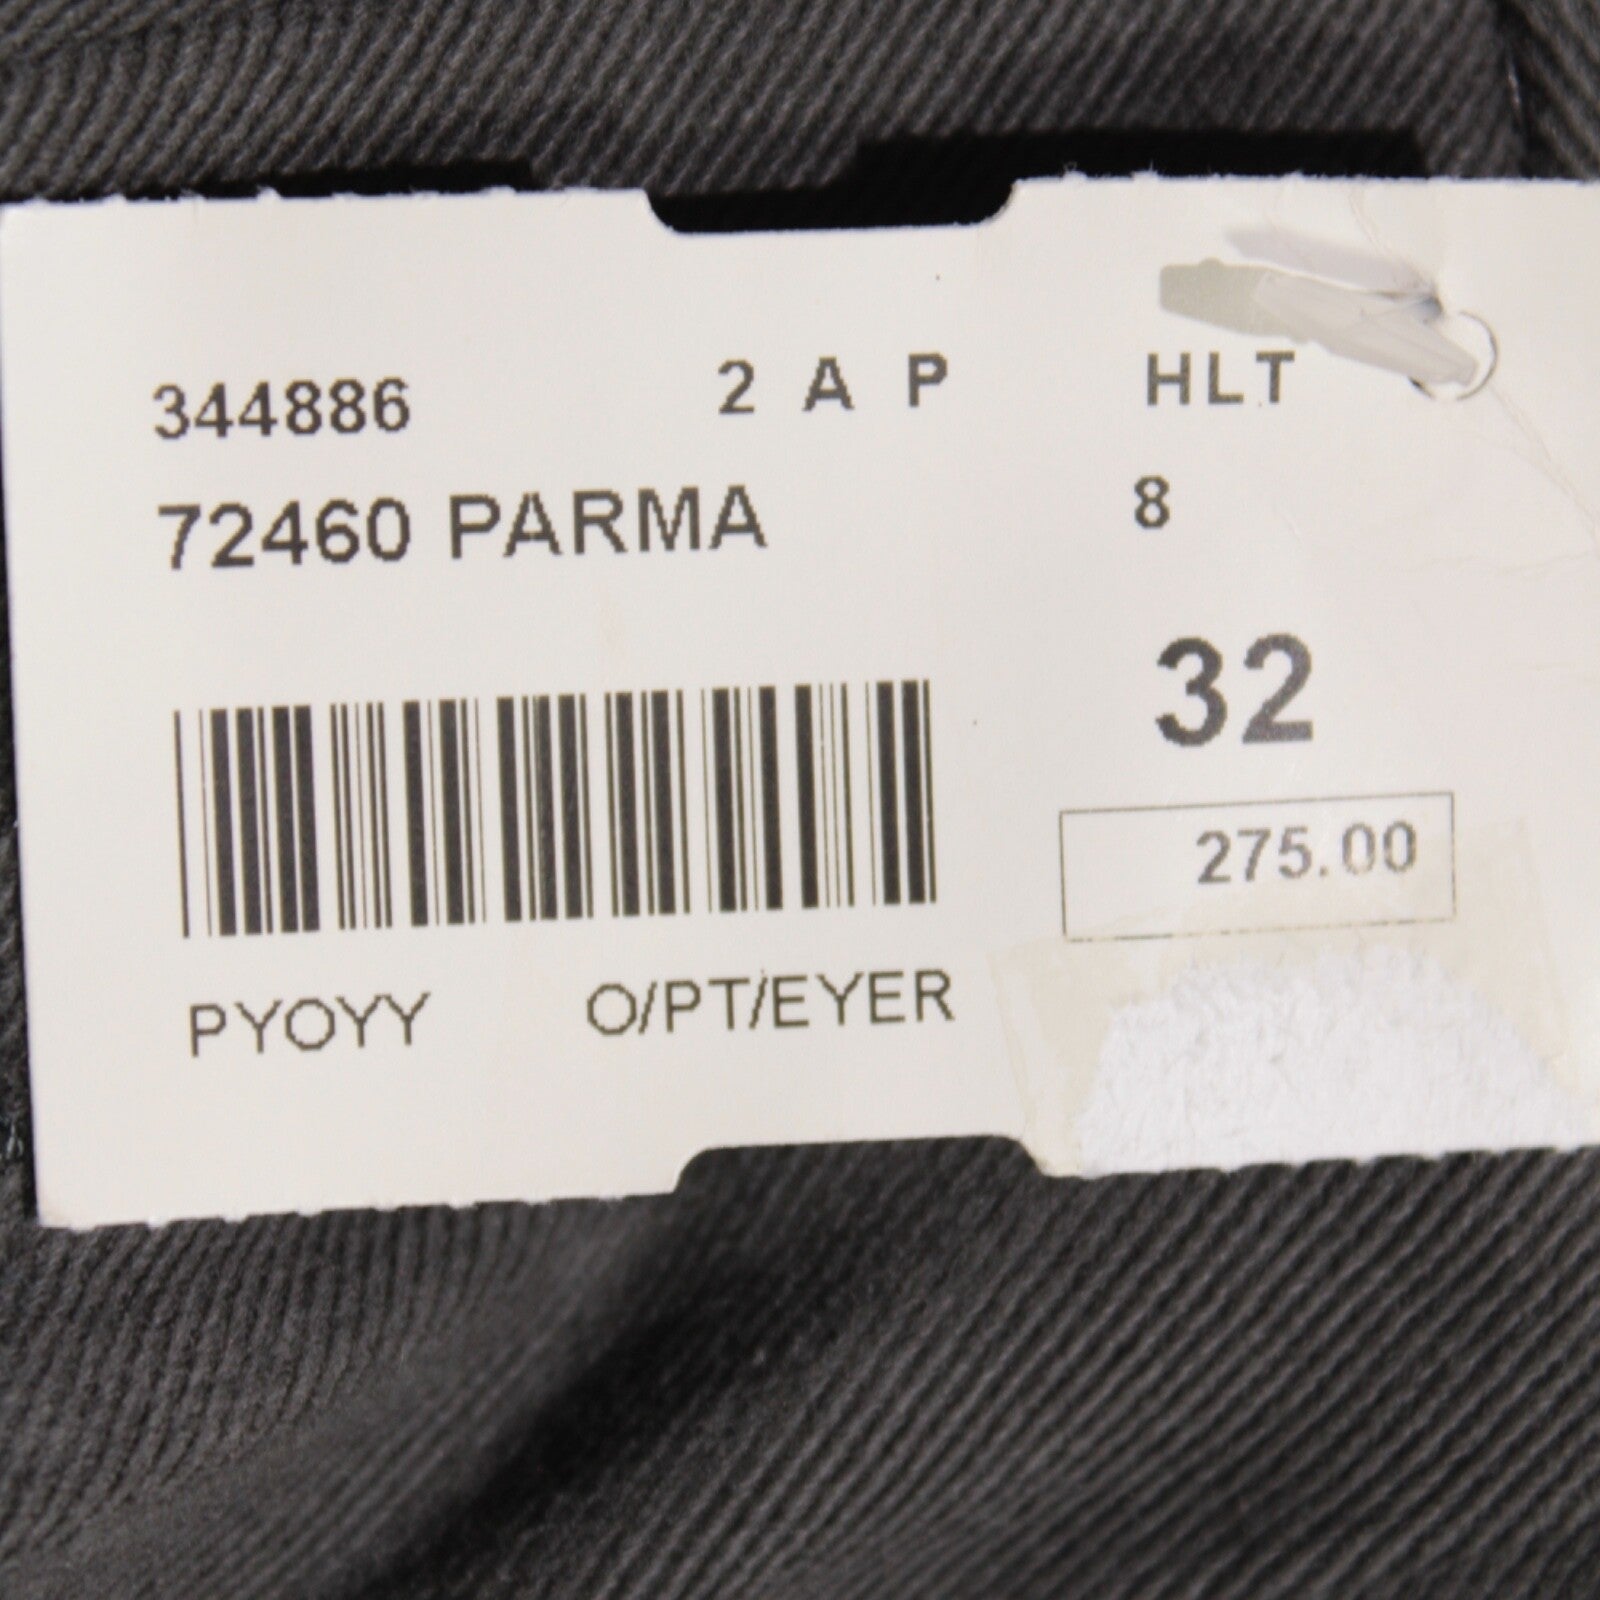 344886 2 A P HLT
72460 PARMA 8
32
275.00
PYOYY O/PT/EYER